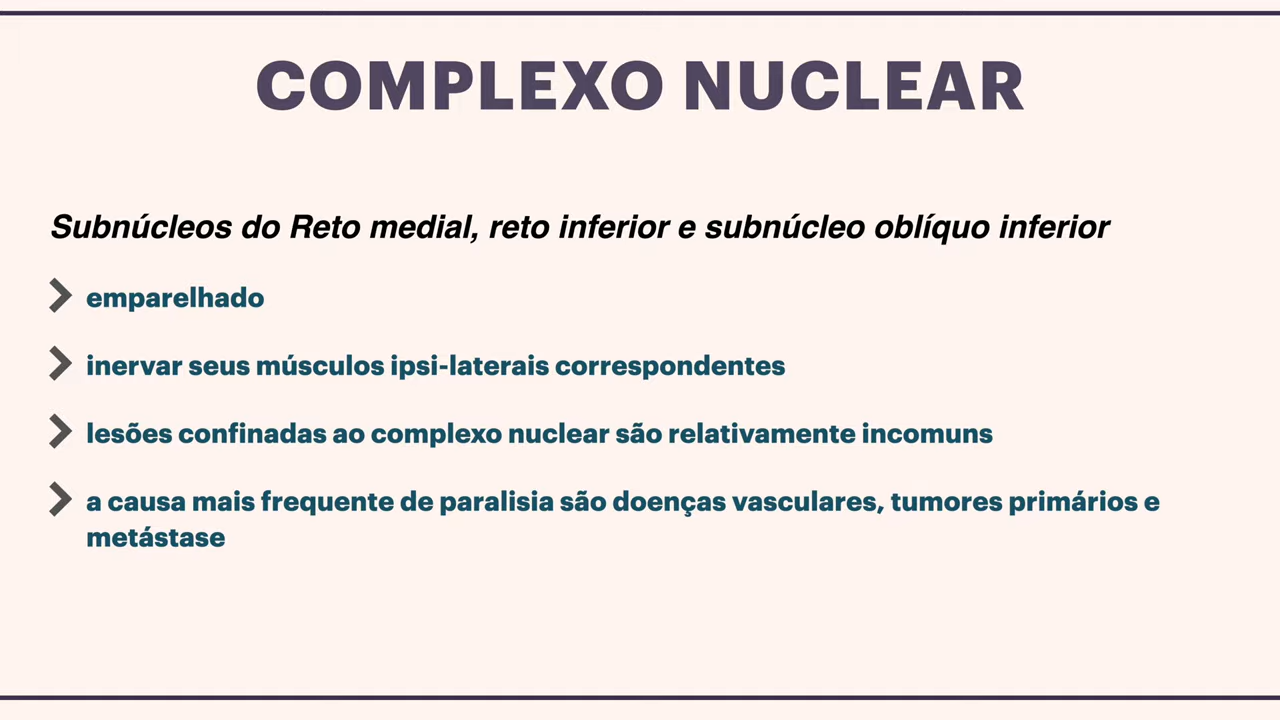 COMPLEXO NUCLEAR
Subnúcleos do Reto medial, reto inferior e subnúcleo oblíquo inferior
emparelhado
inervar seus músculos ipsi-laterais correspondentes
lesões confinadas ao complexo nuclear são relativamente incomuns
a causa mais frequente de paralisia são doenças vasculares, tumores primários e
metástase